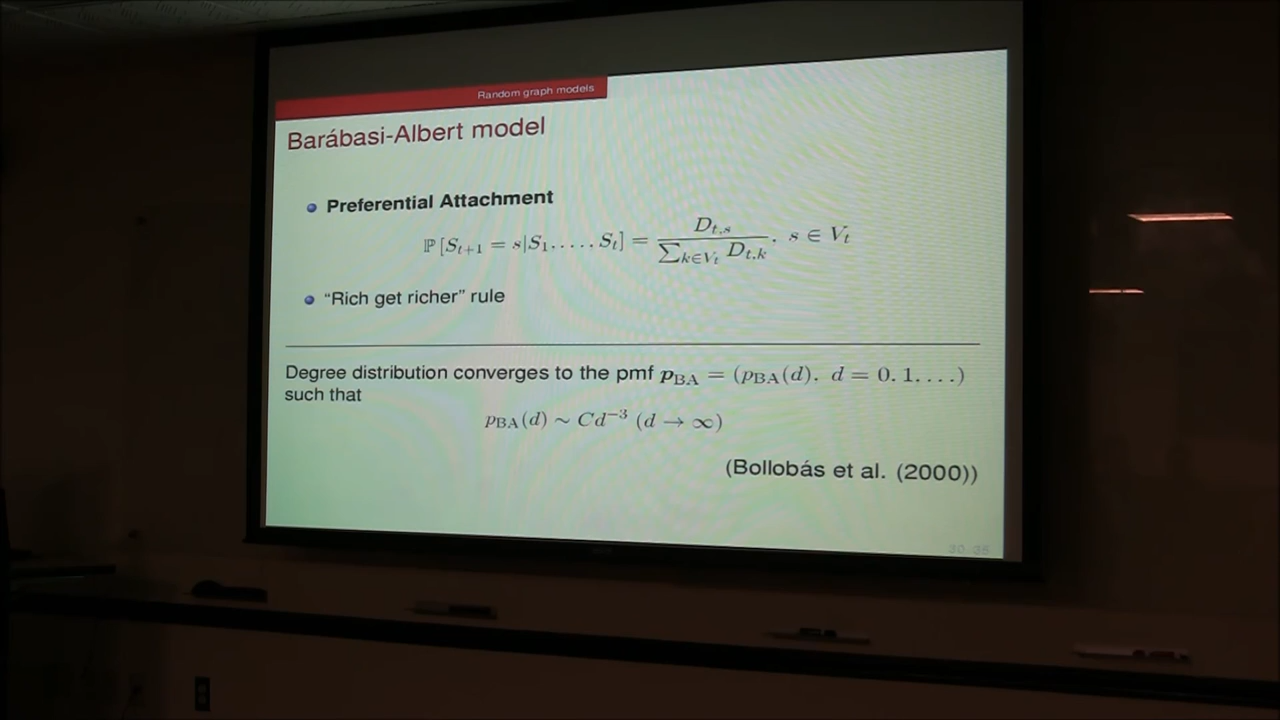 Random graph models
Barábasi-Albert model
Preferential Attachment
ℙ [S_{t+1} = s|S_1, . . . , S_t] = D_{t,s} / ∑_{k∈V_t} D_{t,k}, s ∈ V_t
“Rich get richer” rule
Degree distribution converges to the pmf p_BA = (p_BA(d), d = 0, 1, . . .)
such that
p_BA(d) ∼ Cd^{−3} (d → ∞)
(Bollobás et al. (2000))
30/35